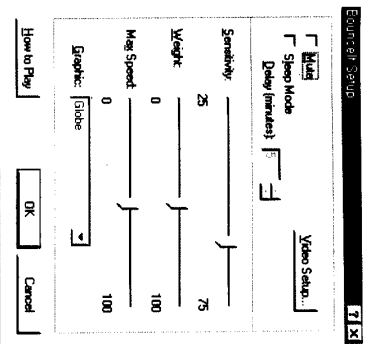 BounceIt Setup
Mute
Sleep Mode
Delay (minutes): 5
Video Setup...
Sensitivity: 25 75
Weight: 0 100
Max Speed: 0 100
Graphic: Globe
How to Play OK Cancel